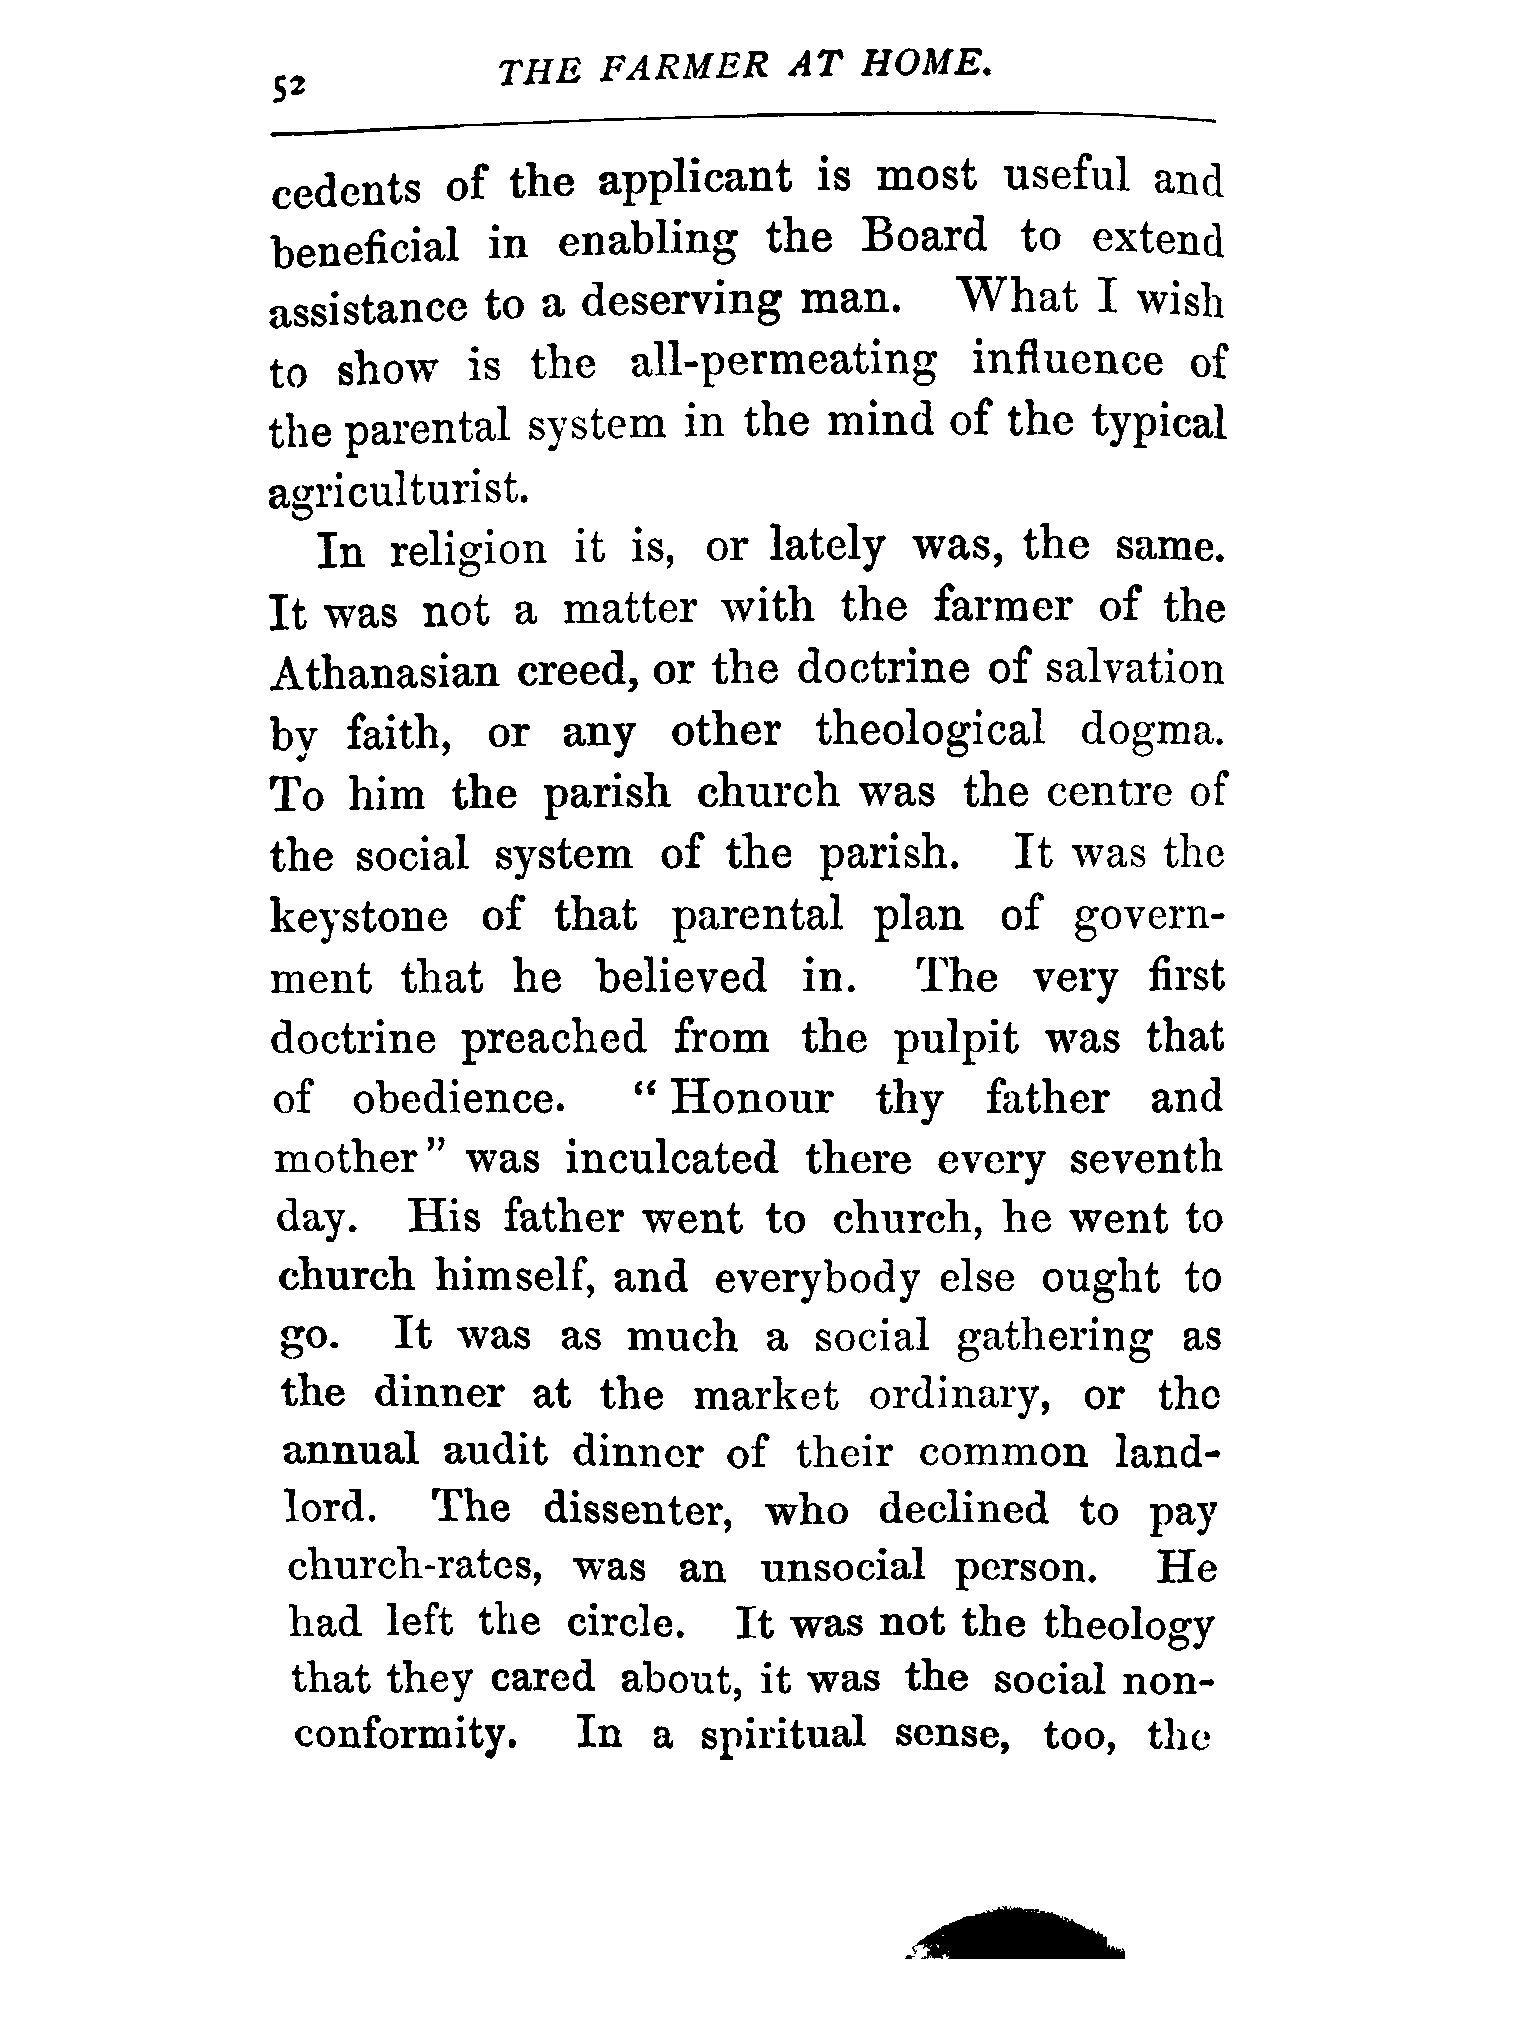 52 THE FARMER AT HOME.
cedents of the applicant is most useful and
beneficial in enabling the Board to extend
assistance to a deserving man. What I wish
to show is the all-permeating influence of
the parental system in the mind of the typical
agriculturist.
In religion it is, or lately was, the same.
It was not a matter with the farmer of the
Athanasian creed, or the doctrine of salvation
by faith, or any other theological dogma.
To him the parish church was the centre of
the social system of the parish. It was the
keystone of that parental plan of govern-
ment that he believed in. The very first
doctrine preached from the pulpit was that
of obedience. “Honour thy father and
mother” was inculcated there every seventh
day. His father went to church, he went to
church himself, and everybody else ought to
go. It was as much a social gathering as
the dinner at the market ordinary, or the
annual audit dinner of their common land-
lord. The dissenter, who declined to pay
church-rates, was an unsocial person. He
had left the circle. It was not the theology
that they cared about, it was the social non-
conformity. In a spiritual sense, too, the